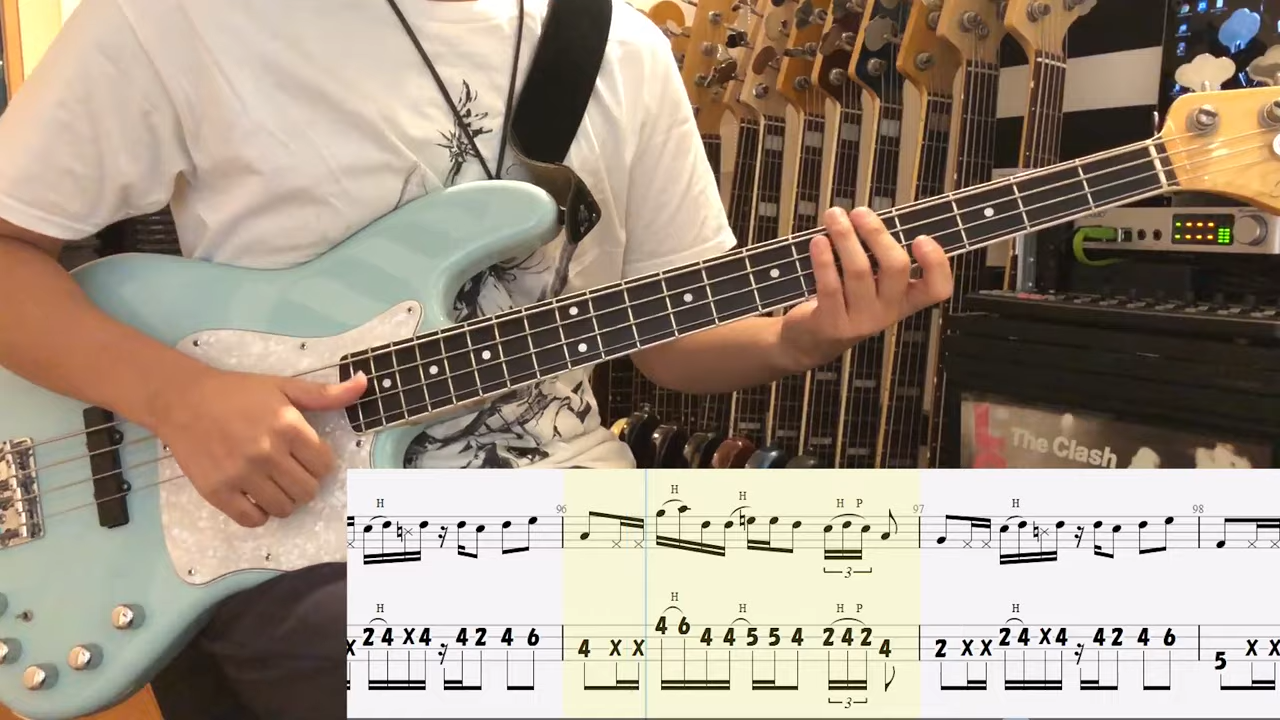 The Clash
H H H H P H
96 97 98
3
H H H H P H
4 6
2 4 X 4 4 2 4 6 4 4 5 5 4 2 4 2 2 4 X 4 4 2 4 6
X 4 X X 4 2 X X X X
5
3